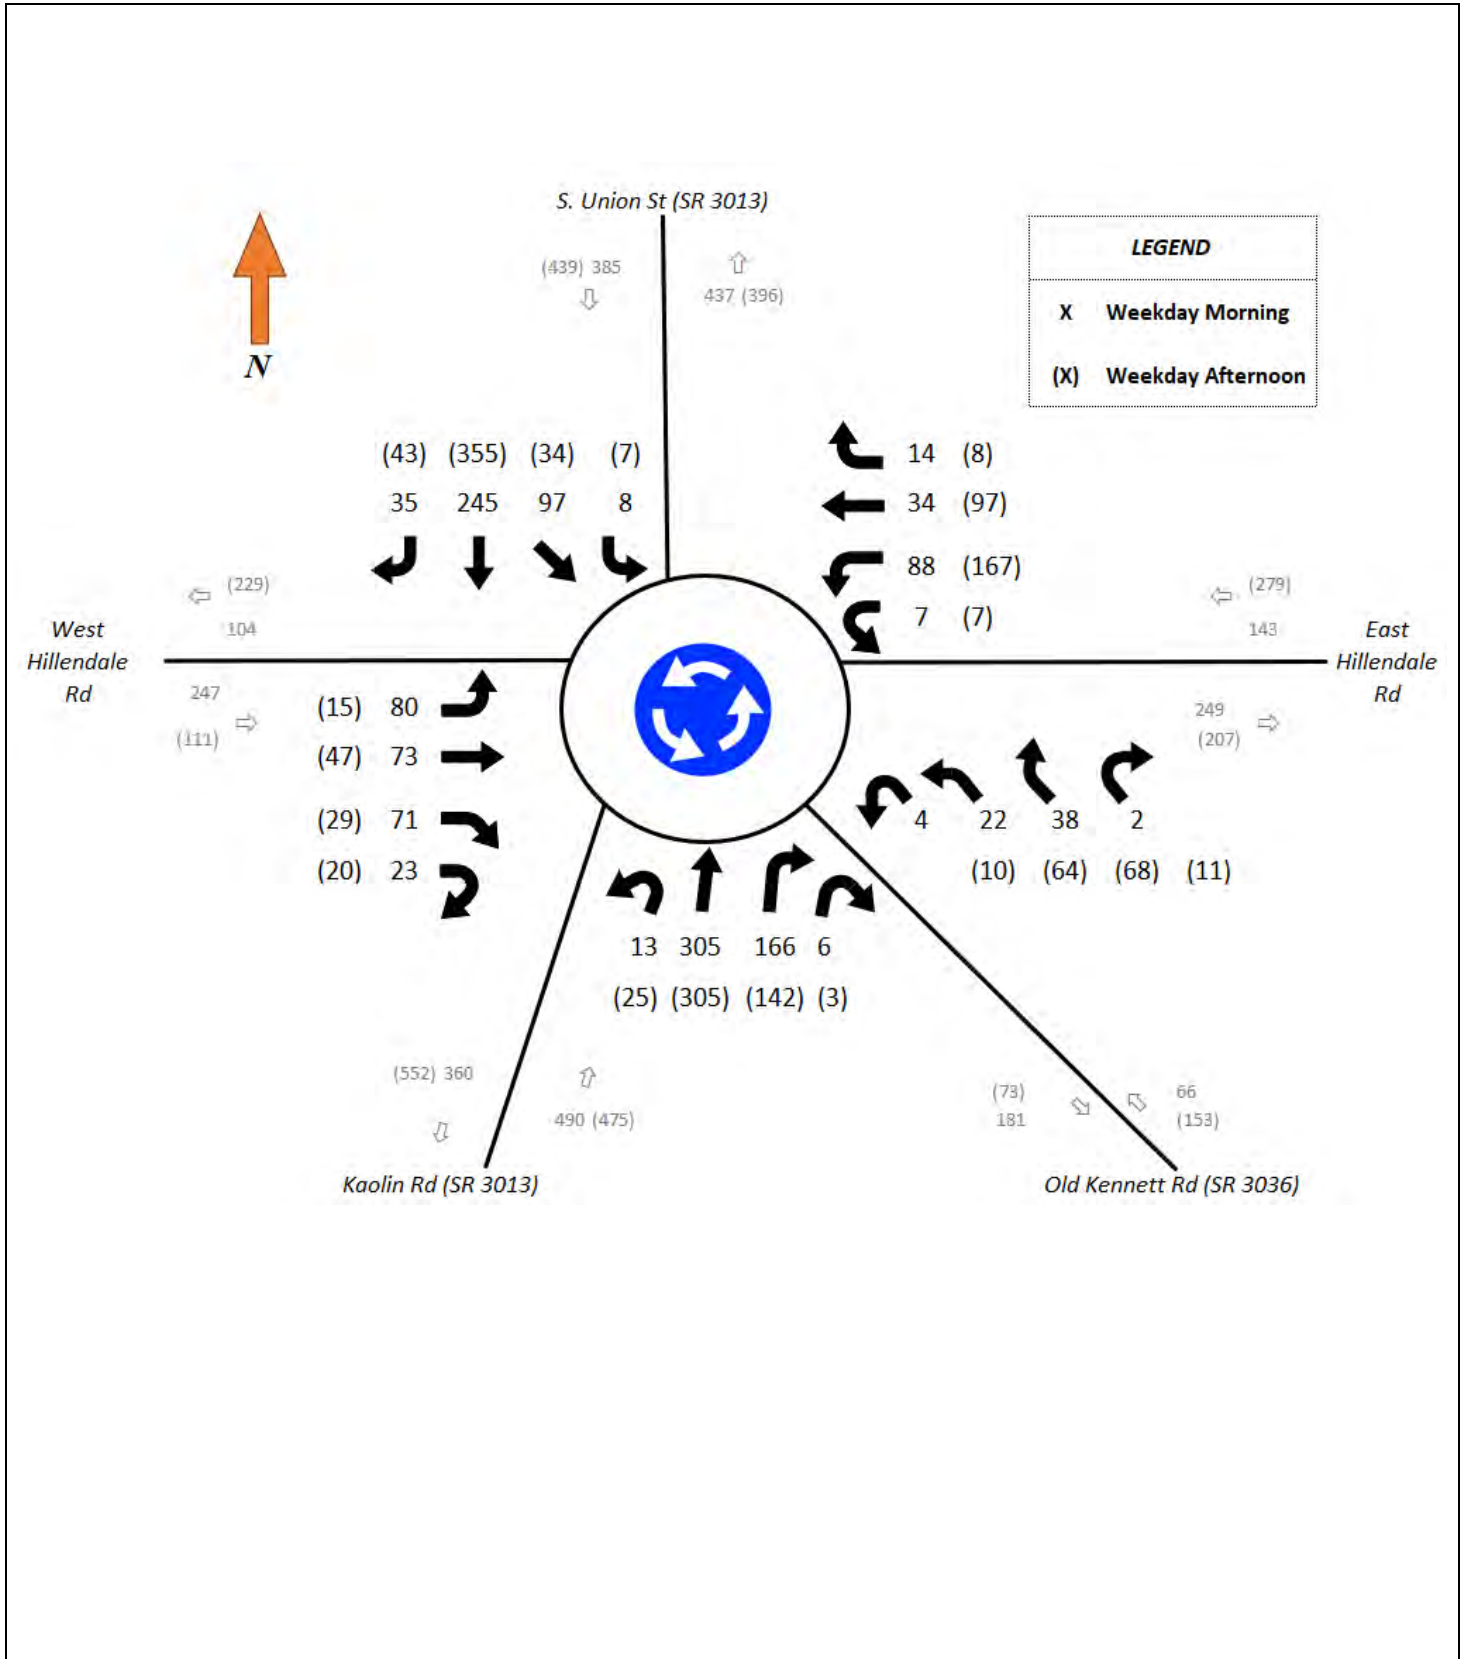 S. Union St (SR 3013)
(439) 385
437 (396)
LEGEND
X Weekday Morning
(X) Weekday Afternoon
N
(43) (355) (34) (7)
35 245 97 8
14 (8)
34 (97)
88 (167)
7 (7)
(229)
104
West
Hillendale
Rd
247
(111)
(279)
143
East
Hillendale
Rd
249
(207)
(15) 80
(47) 73
(29) 71
(20) 23
4 22 38 2
(10) (64) (68) (11)
13 305 166 6
(25) (305) (142) (3)
(552) 360
490 (475)
(73)
181
66
(153)
Kaolin Rd (SR 3013)
Old Kennett Rd (SR 3036)